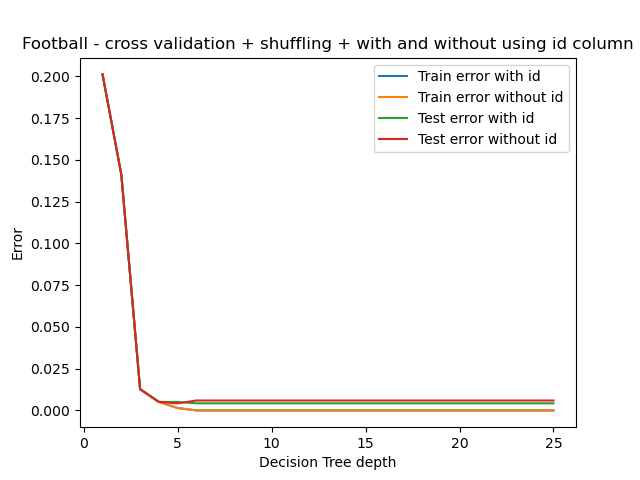 Football - cross validation + shuffling + with and without using id column
Train error with id
Train error without id
Test error with id
Test error without id
0.200
0.175
0.150
0.125
0.100
0.075
0.050
0.025
0.000
Error
0 5 10 15 20 25
Decision Tree depth